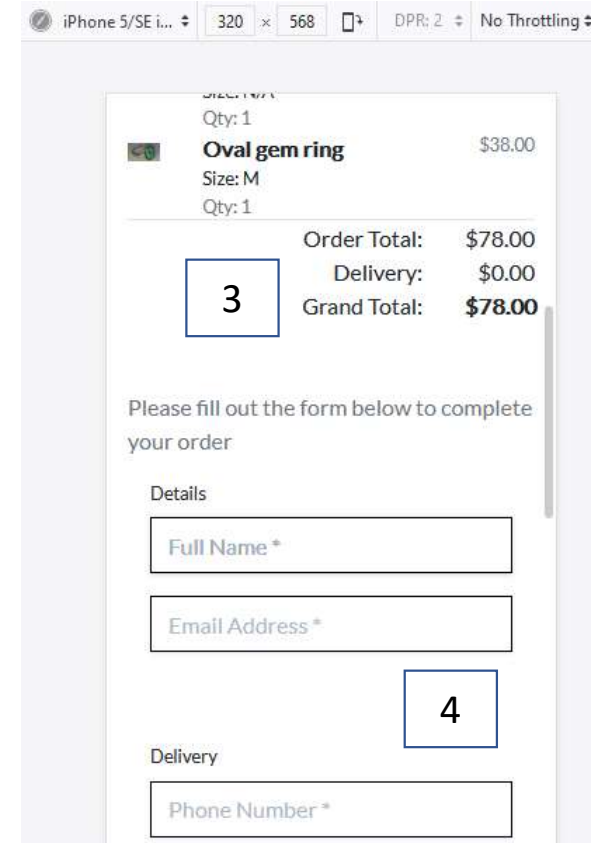 iPhone 5/SE i... 320 × 568 DPR: 2 No Throttling
Size: N/A
Qty: 1
Oval gem ring $38.00
Size: M
Qty: 1
Order Total: $78.00
Delivery: $0.00
3
Grand Total: $78.00
Please fill out the form below to complete
your order
Details
Full Name *
Email Address *
4
Delivery
Phone Number *